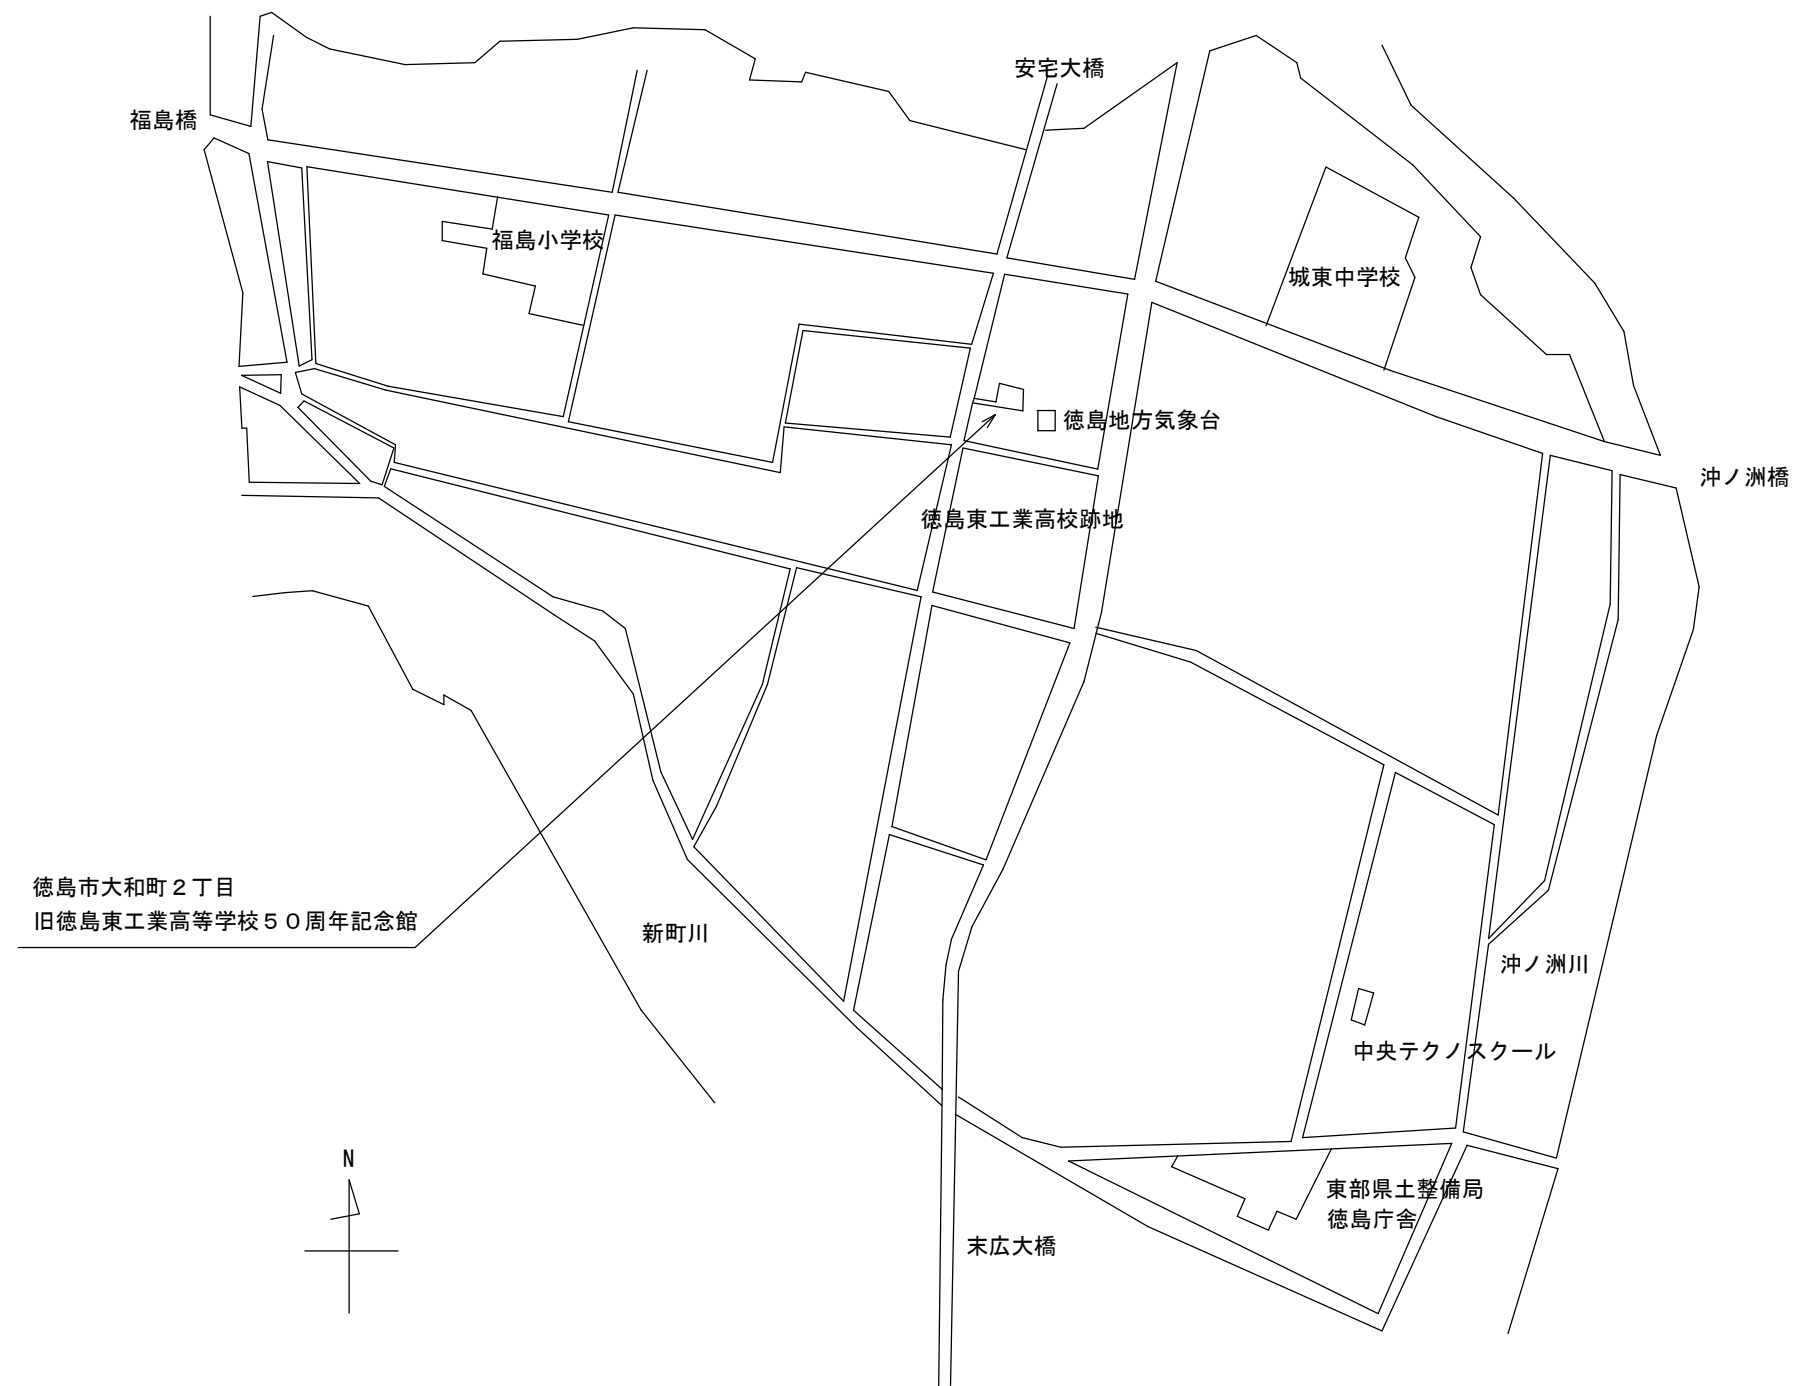 安宅大橋
福島橋
福島小学校
城東中学校
徳島地方気象台
沖ノ洲橋
徳島東工業高校跡地
徳島市大和町２丁目
旧徳島東工業高等学校５０周年記念館
新町川
沖ノ洲川
中央テクノスクール
N
東部県土整備局
徳島庁舎
末広大橋